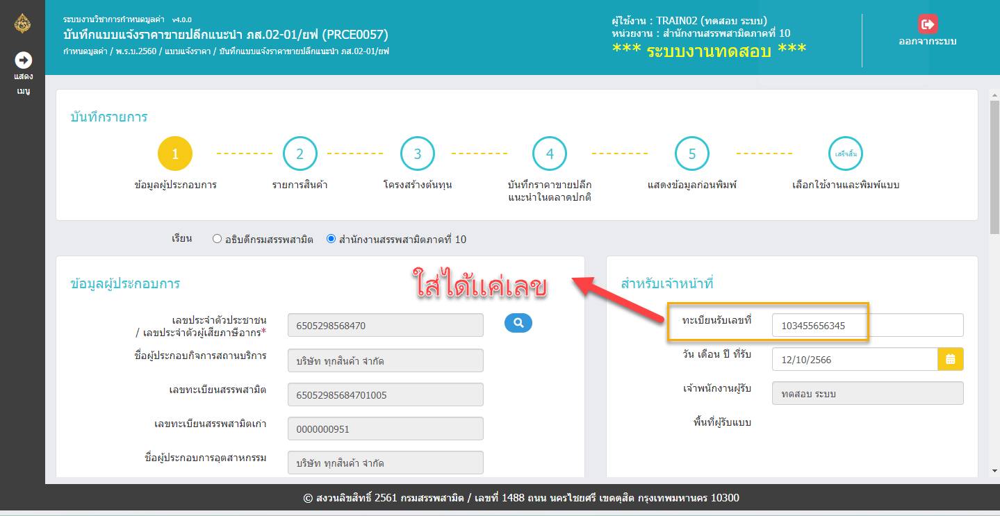 แสดง
เมนู
ระบบงานวิชาการกำหนดมูลค่า v4.0.0
บันทึกแบบแจ้งราคาขายปลีกแนะนำ ภส.02-01/ยฟ (PRCE0057)
กำหนดมูลค่า / พ.ร.บ.2560 / แบบแจ้งราคา / บันทึกแบบแจ้งราคาขายปลีกแนะนำ ภส.02-01/ยฟ
ผู้ใช้งาน : TRAIN02 (ทดสอบ ระบบ)
หน่วยงาน : สำนักงานสรรพสามิตภาคที่ 10
*** ระบบงานทดสอบ ***
ออกจากระบบ
บันทึกรายการ
1
2
3
4
5
เสร็จสิ้น
ข้อมูลผู้ประกอบการ
รายการสินค้า
โครงสร้างต้นทุน
บันทึกราคาขายปลีก
แนะนำในตลาดปกติ
แสดงข้อมูลก่อนพิมพ์
เลือกใช้งานและพิมพ์แบบ
เรียน อธิบดีกรมสรรพสามิต สำนักงานสรรพสามิตภาคที่ 10
ข้อมูลผู้ประกอบการ
ใส่ได้แค่เลข
เลขประจำตัวประชาชน
/ เลขประจำตัวผู้เสียภาษีอากร*
6505298568470
ชื่อผู้ประกอบกิจการสถานบริการ
บริษัท ทุกสินค้า จำกัด
เลขทะเบียนสรรพสามิต
65052985684701005
เลขทะเบียนสรรพสามิตเก่า
0000000951
ชื่อผู้ประกอบการอุตสาหกรรม
บริษัท ทุกสินค้า จำกัด
สำหรับเจ้าหน้าที่
ทะเบียนรับเลขที่
103455656345
วัน เดือน ปี ที่รับ
12/10/2566
เจ้าพนักงานผู้รับ
ทดสอบ ระบบ
พื้นที่ผู้รับแบบ
© สงวนลิขสิทธิ์ 2561 กรมสรรพสามิต / เลขที่ 1488 ถนน นครไชยศรี เขตดุสิต กรุงเทพมหานคร 10300